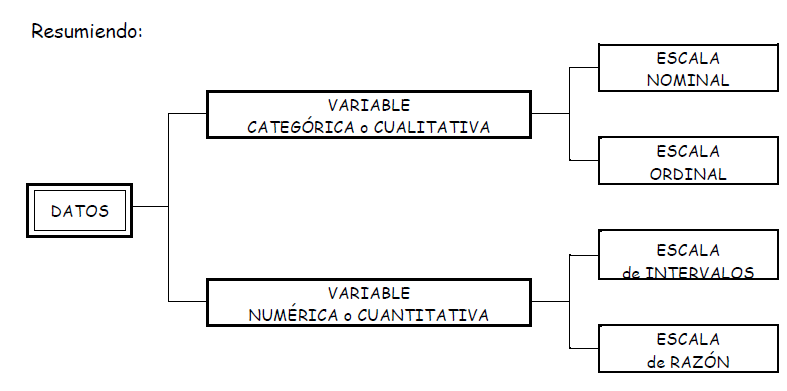 Resumiendo:
ESCALA
NOMINAL
VARIABLE
CATEGÓRICA o CUALITATIVA
ESCALA
ORDINAL
DATOS
ESCALA
de INTERVALOS
VARIABLE
NUMÉRICA o CUANTITATIVA
ESCALA
de RAZÓN